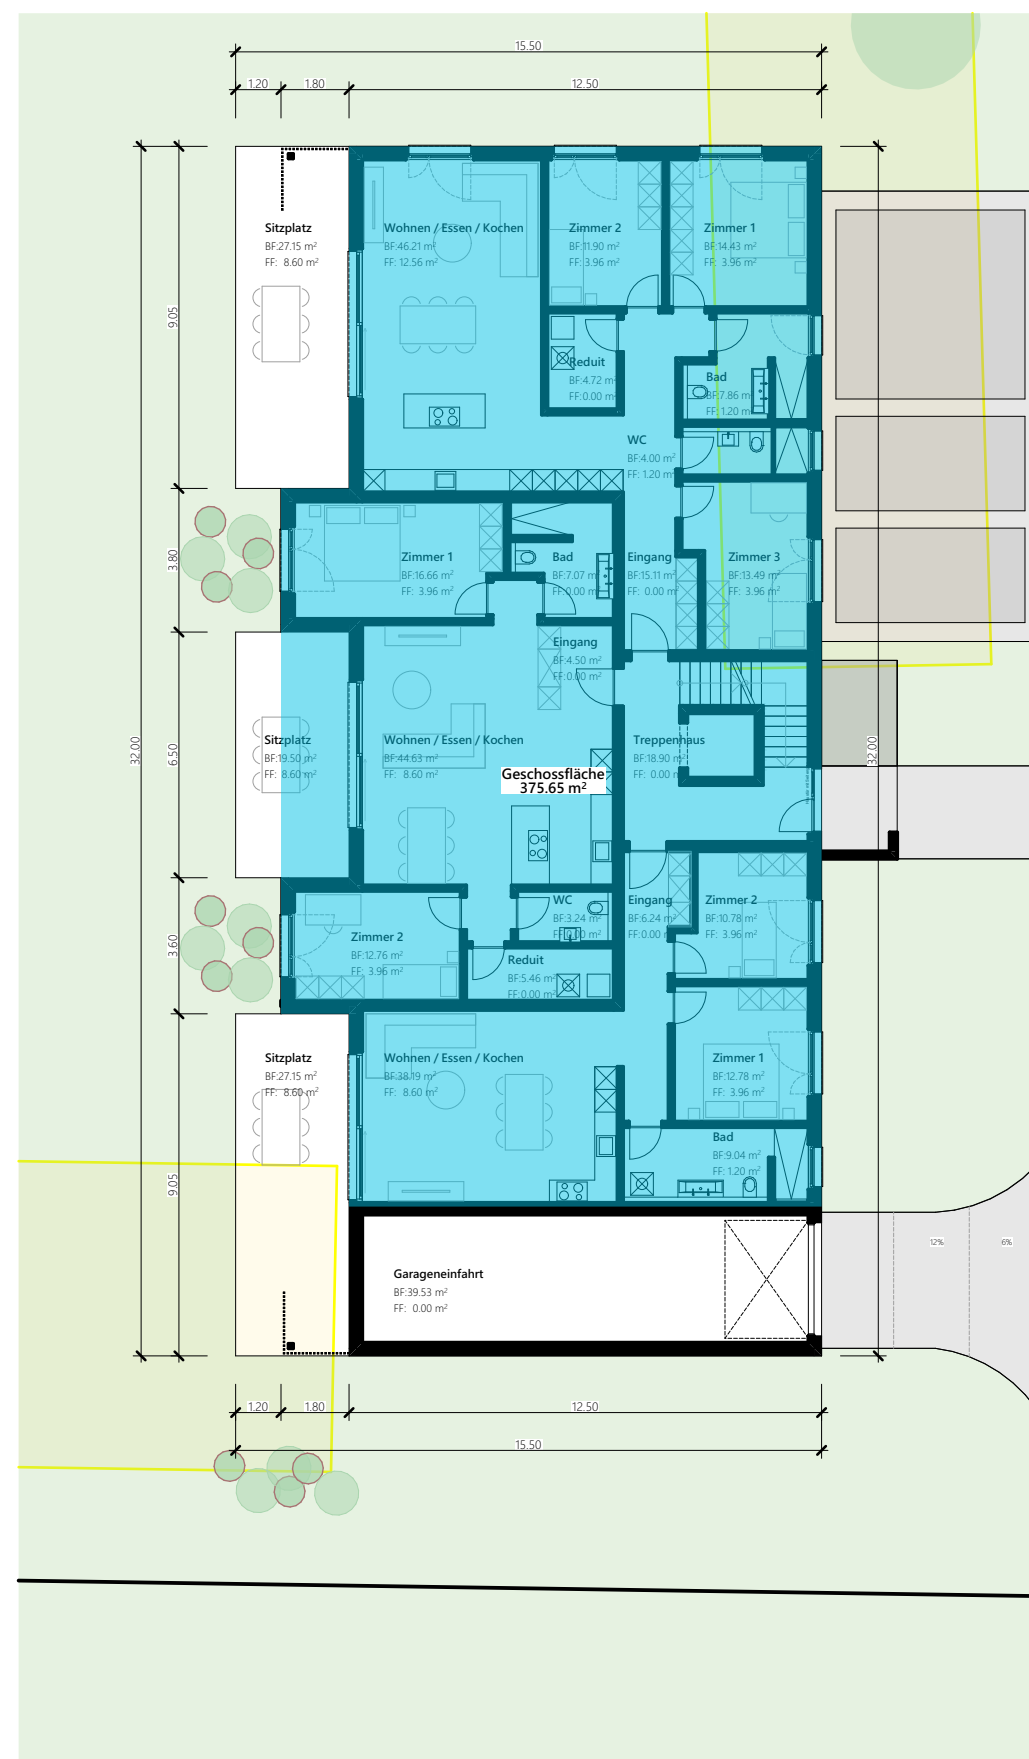 15.50
1.20
1.80
12.50
Sitzplatz
BF:27.15 m²
FF: 8.60 m²
Wohnen / Essen / Kochen
BF:46.21 m²
FF: 12.56 m²
Zimmer 2
BF:11.90 m²
FF: 3.96 m²
Zimmer 1
BF:14.43 m²
FF: 3.96 m²
9.05
Reduit
BF:4.72 m²
FF:0.00 m²
Bad
BF:7.86 m²
FF: 1.20 m²
WC
BF:4.00 m²
FF: 1.20 m²
3.80
Zimmer 1
BF:16.66 m²
FF: 3.96 m²
Bad
BF:7.07 m²
FF:0.00 m²
Eingang
BF:15.11 m²
FF: 0.00 m²
Zimmer 3
BF:13.49 m²
FF: 3.96 m²
Eingang
BF:4.50 m²
FF:0.00 m²
32.00
6.50
Sitzplatz
BF:19.50 m²
FF: 8.60 m²
Wohnen / Essen / Kochen
BF:44.63 m²
FF: 8.60 m²
Geschossfläche
375.65 m²
Treppenhaus
BF:18.90 m²
FF: 0.00 m²
32.00
3.60
Zimmer 2
BF:12.76 m²
FF: 3.96 m²
WC
BF:3.24 m²
FF:0.00 m²
Reduit
BF:5.46 m²
FF:0.00 m²
Eingang
BF:6.24 m²
FF:0.00 m²
Zimmer 2
BF:10.78 m²
FF: 3.96 m²
Sitzplatz
BF:27.15 m²
FF: 8.60 m²
Wohnen / Essen / Kochen
BF:38.19 m²
FF: 8.60 m²
Zimmer 1
BF:12.78 m²
FF: 3.96 m²
9.05
Bad
BF:9.04 m²
FF: 1.20 m²
12%
6%
Garageneinfahrt
BF:39.53 m²
FF: 0.00 m²
1.20
1.80
12.50
15.50